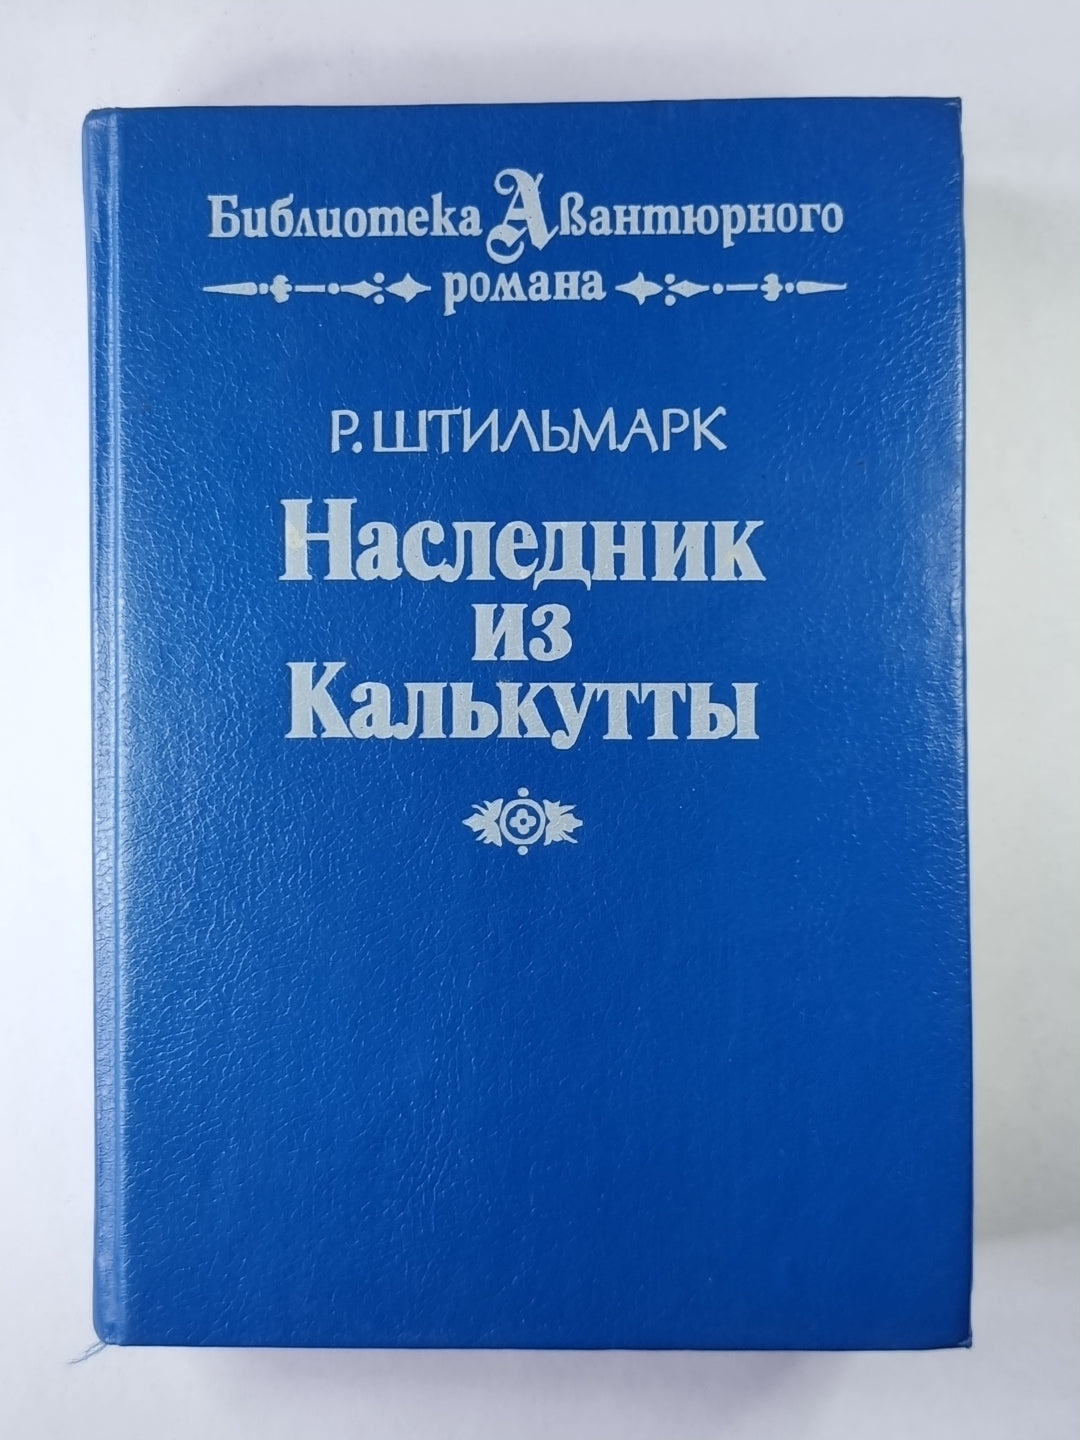 Библиотека Авантюрного
романа
Р. ШТИЛЬМАРК
Наследник
из
Калькутты